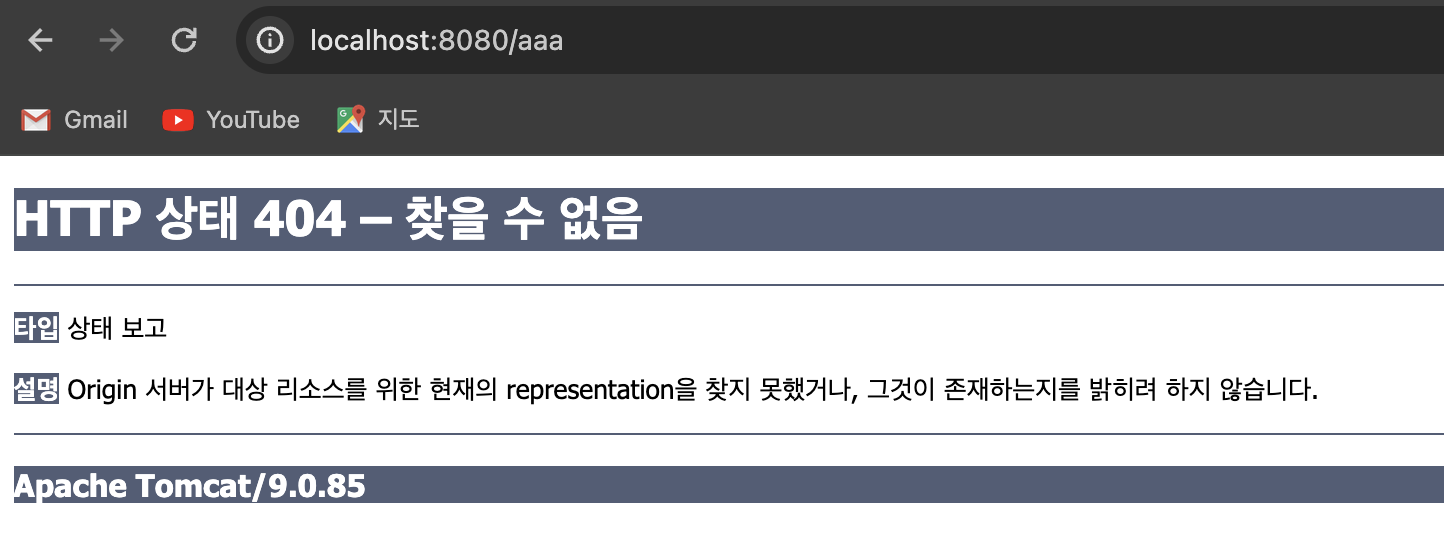 localhost:8080/aaa
Gmail YouTube 지도
HTTP 상태 404 – 찾을 수 없음
타입 상태 보고
설명 Origin 서버가 대상 리소스를 위한 현재의 representation을 찾지 못했거나, 그것이 존재하는지를 밝히려 하지 않습니다.
Apache Tomcat/9.0.85